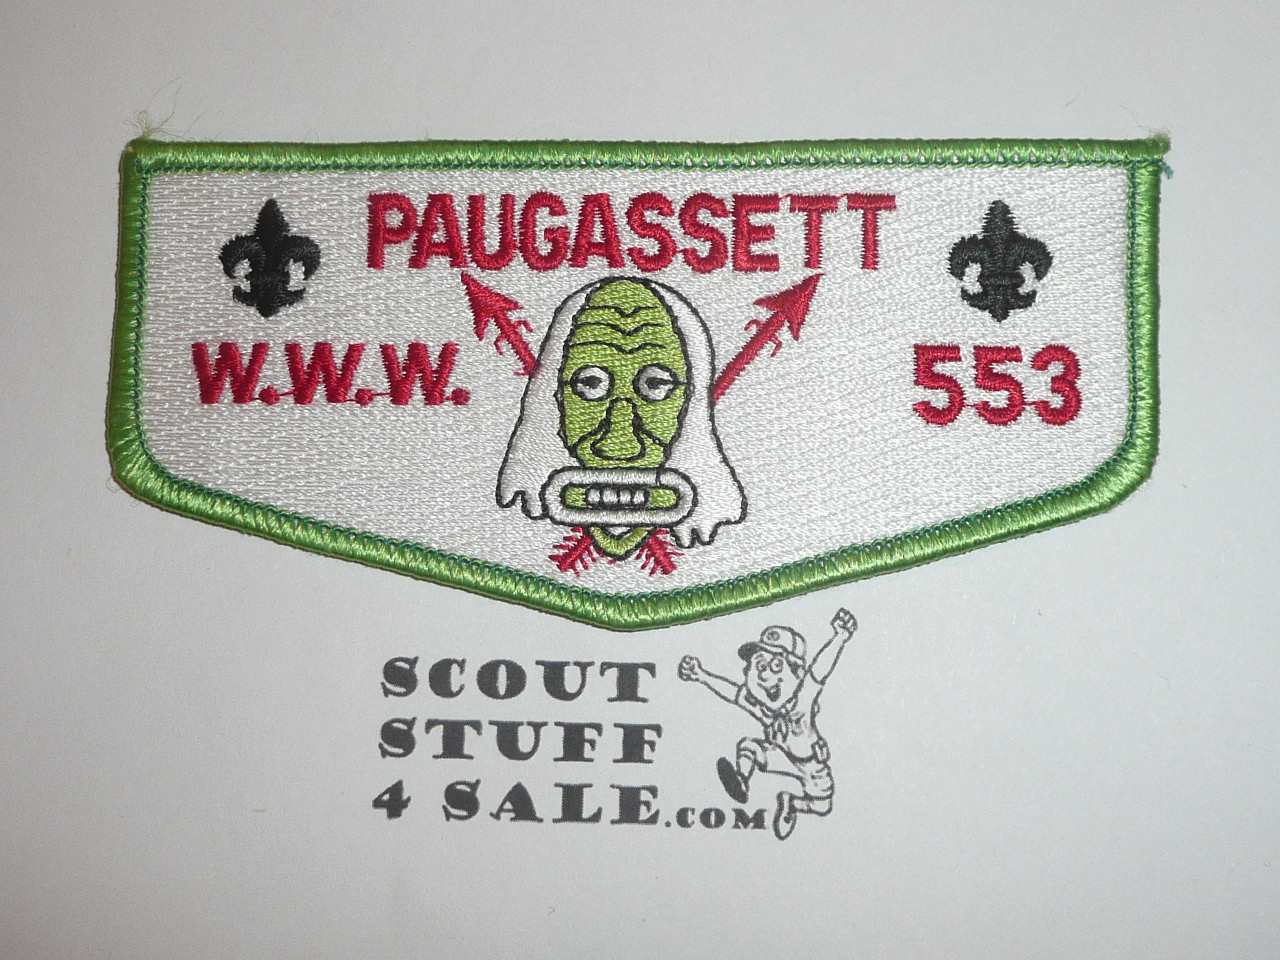 PAUGASSETT
W.W.W. 553
SCOUT
STUFF
4 SALE.COM